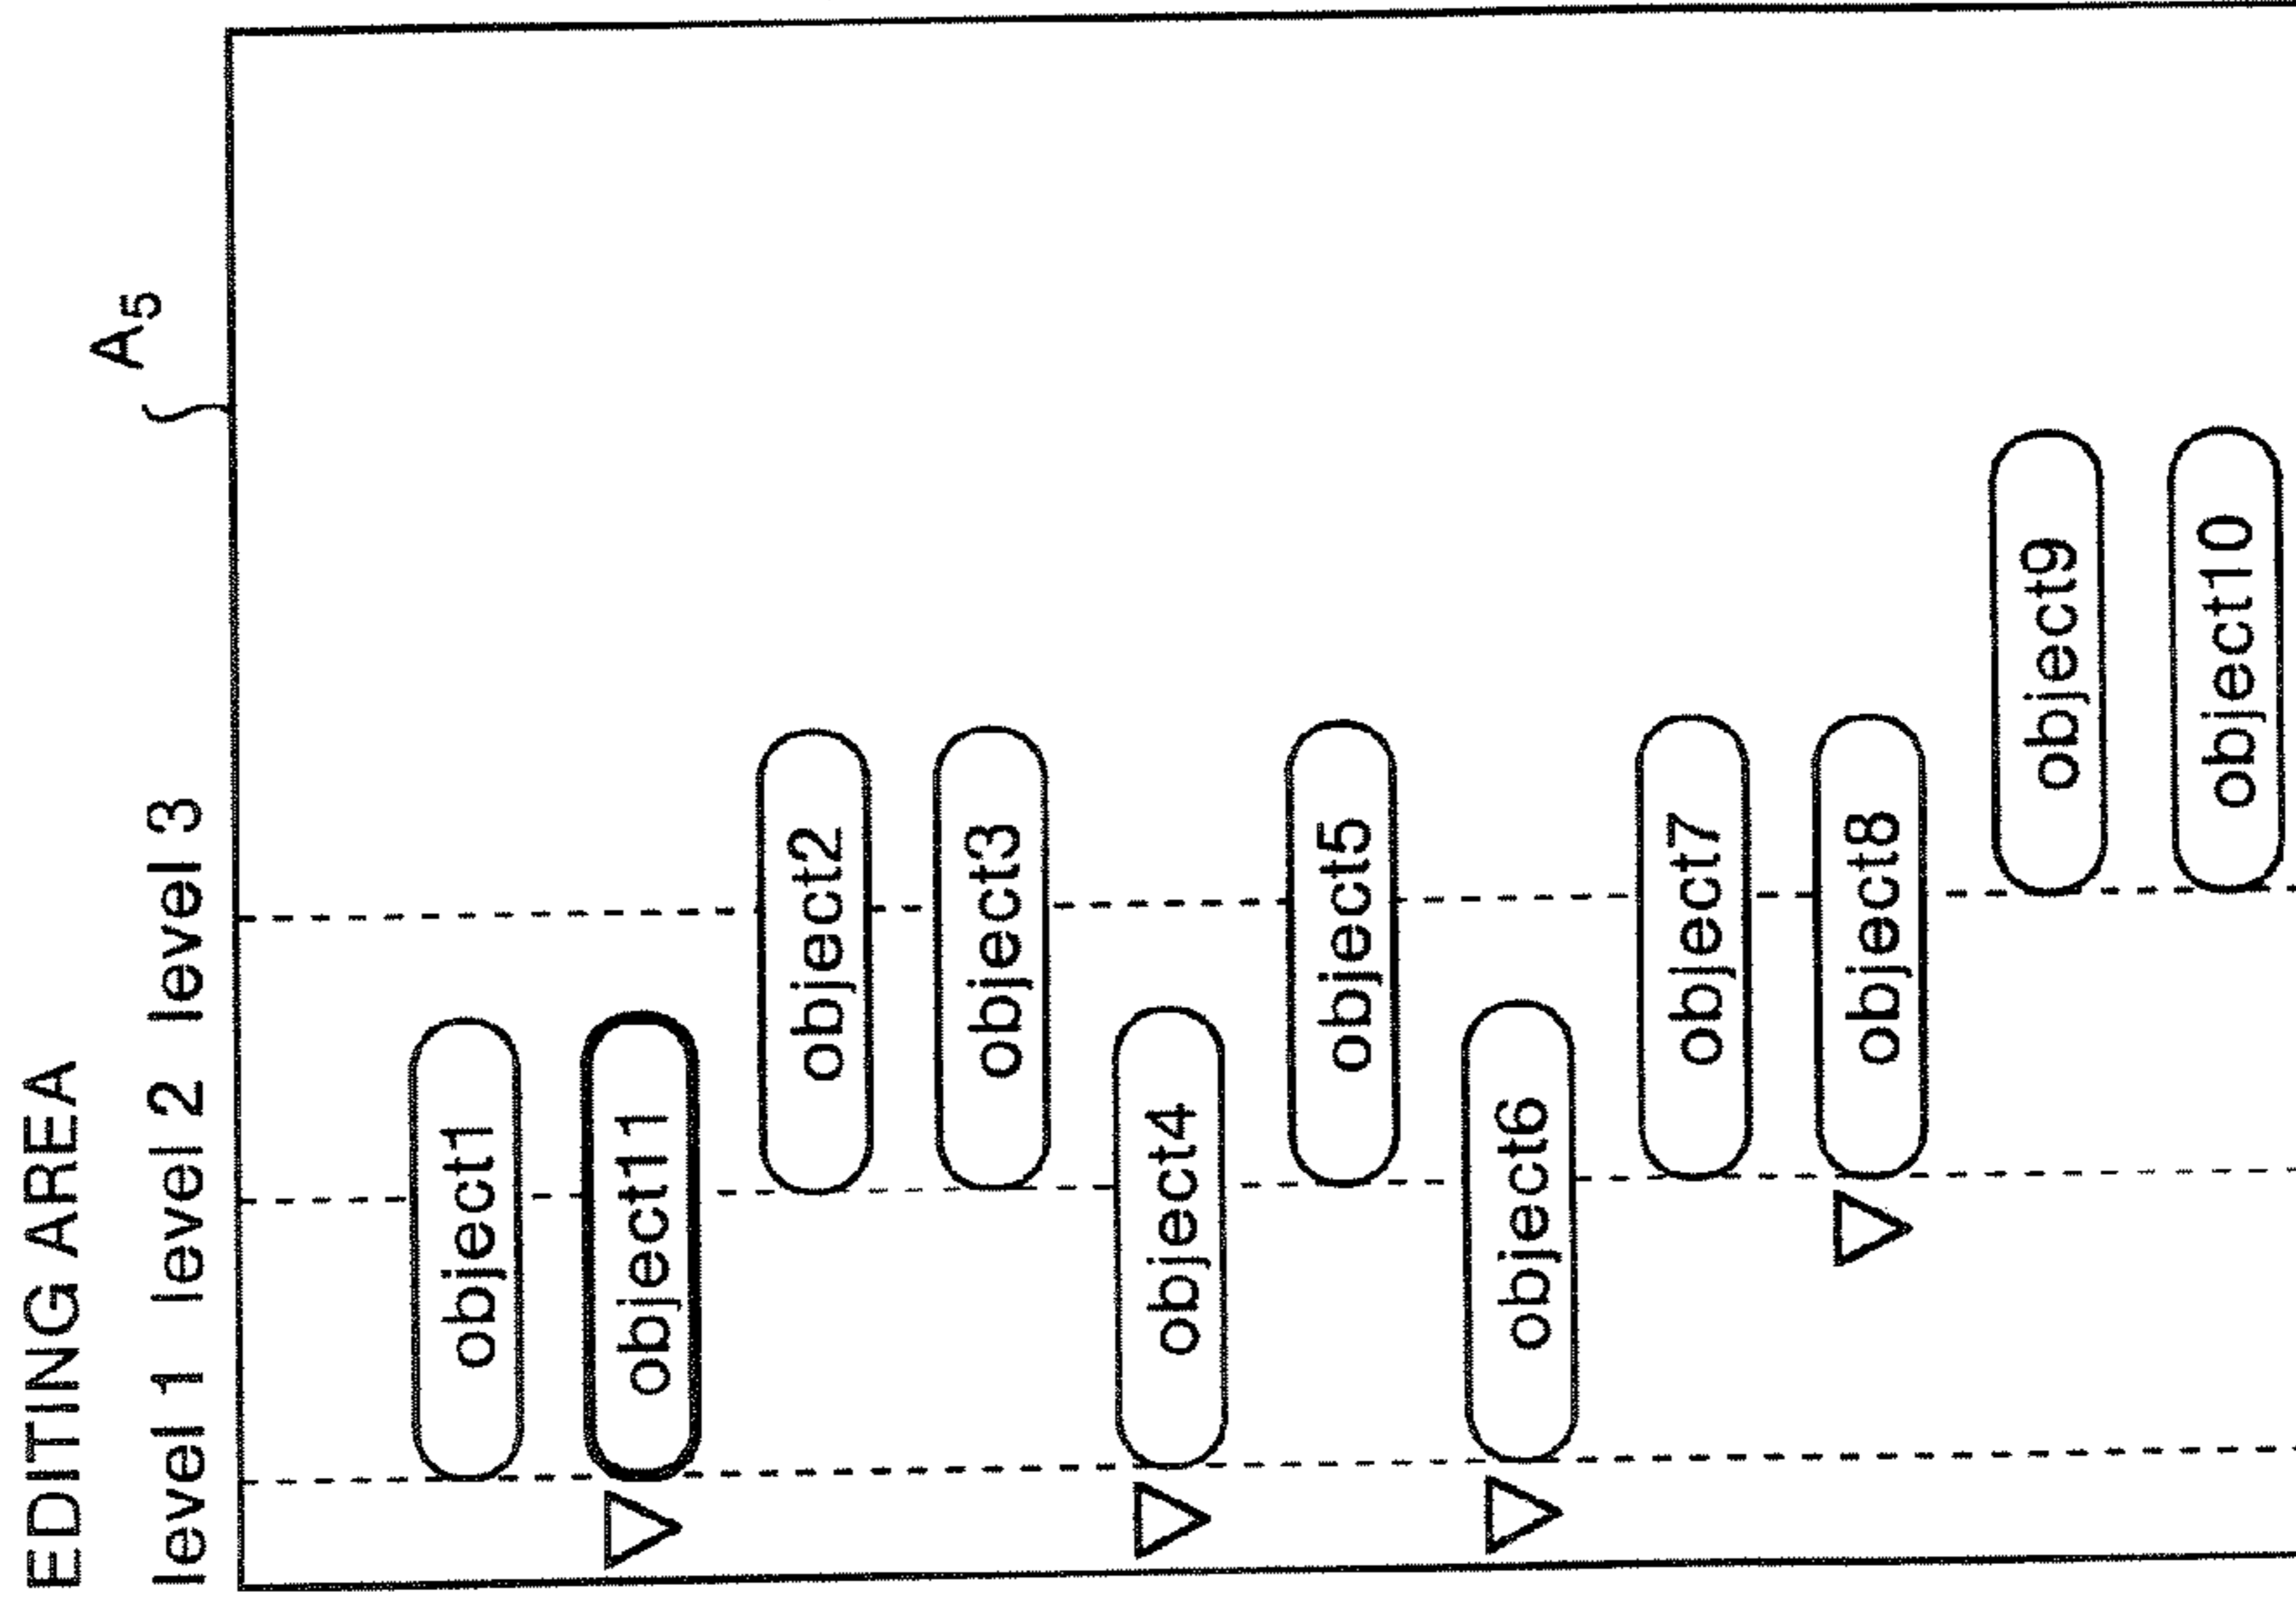 EDITING AREA
level 1 level 2 level 3
A5
object1
object11
object2
object3
object4
object5
object6
object7
object8
object9
object10